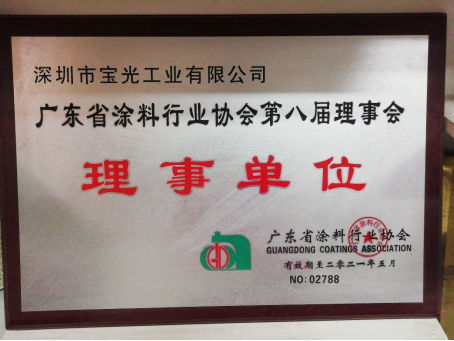 深圳市宝光工业有限公司
广东省涂料行业协会第八届理事会
理事单位
广东省涂料行业协会
GUANGDONG COATINGS ASSOCIATION
有效期至二零二一年五月
NO:02788